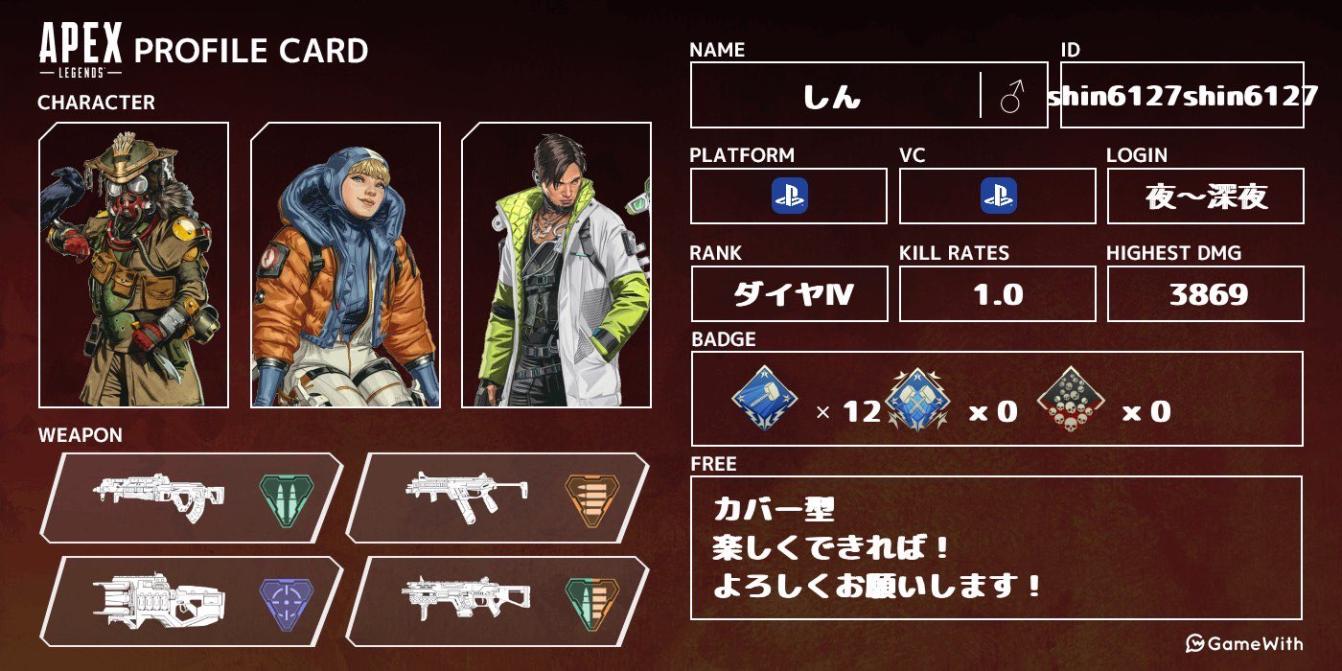 APEX
LEGENDS
PROFILE CARD
CHARACTER
WEAPON
NAME
しん
♂
ID
shin6127shin6127
PLATFORM
VC
LOGIN
夜〜深夜
RANK
ダイヤⅣ
KILL RATES
1.0
HIGHEST DMG
3869
BADGE
× 12
x 0
x 0
FREE
カバー型
楽しくできれば！
よろしくお願いします！
GameWith